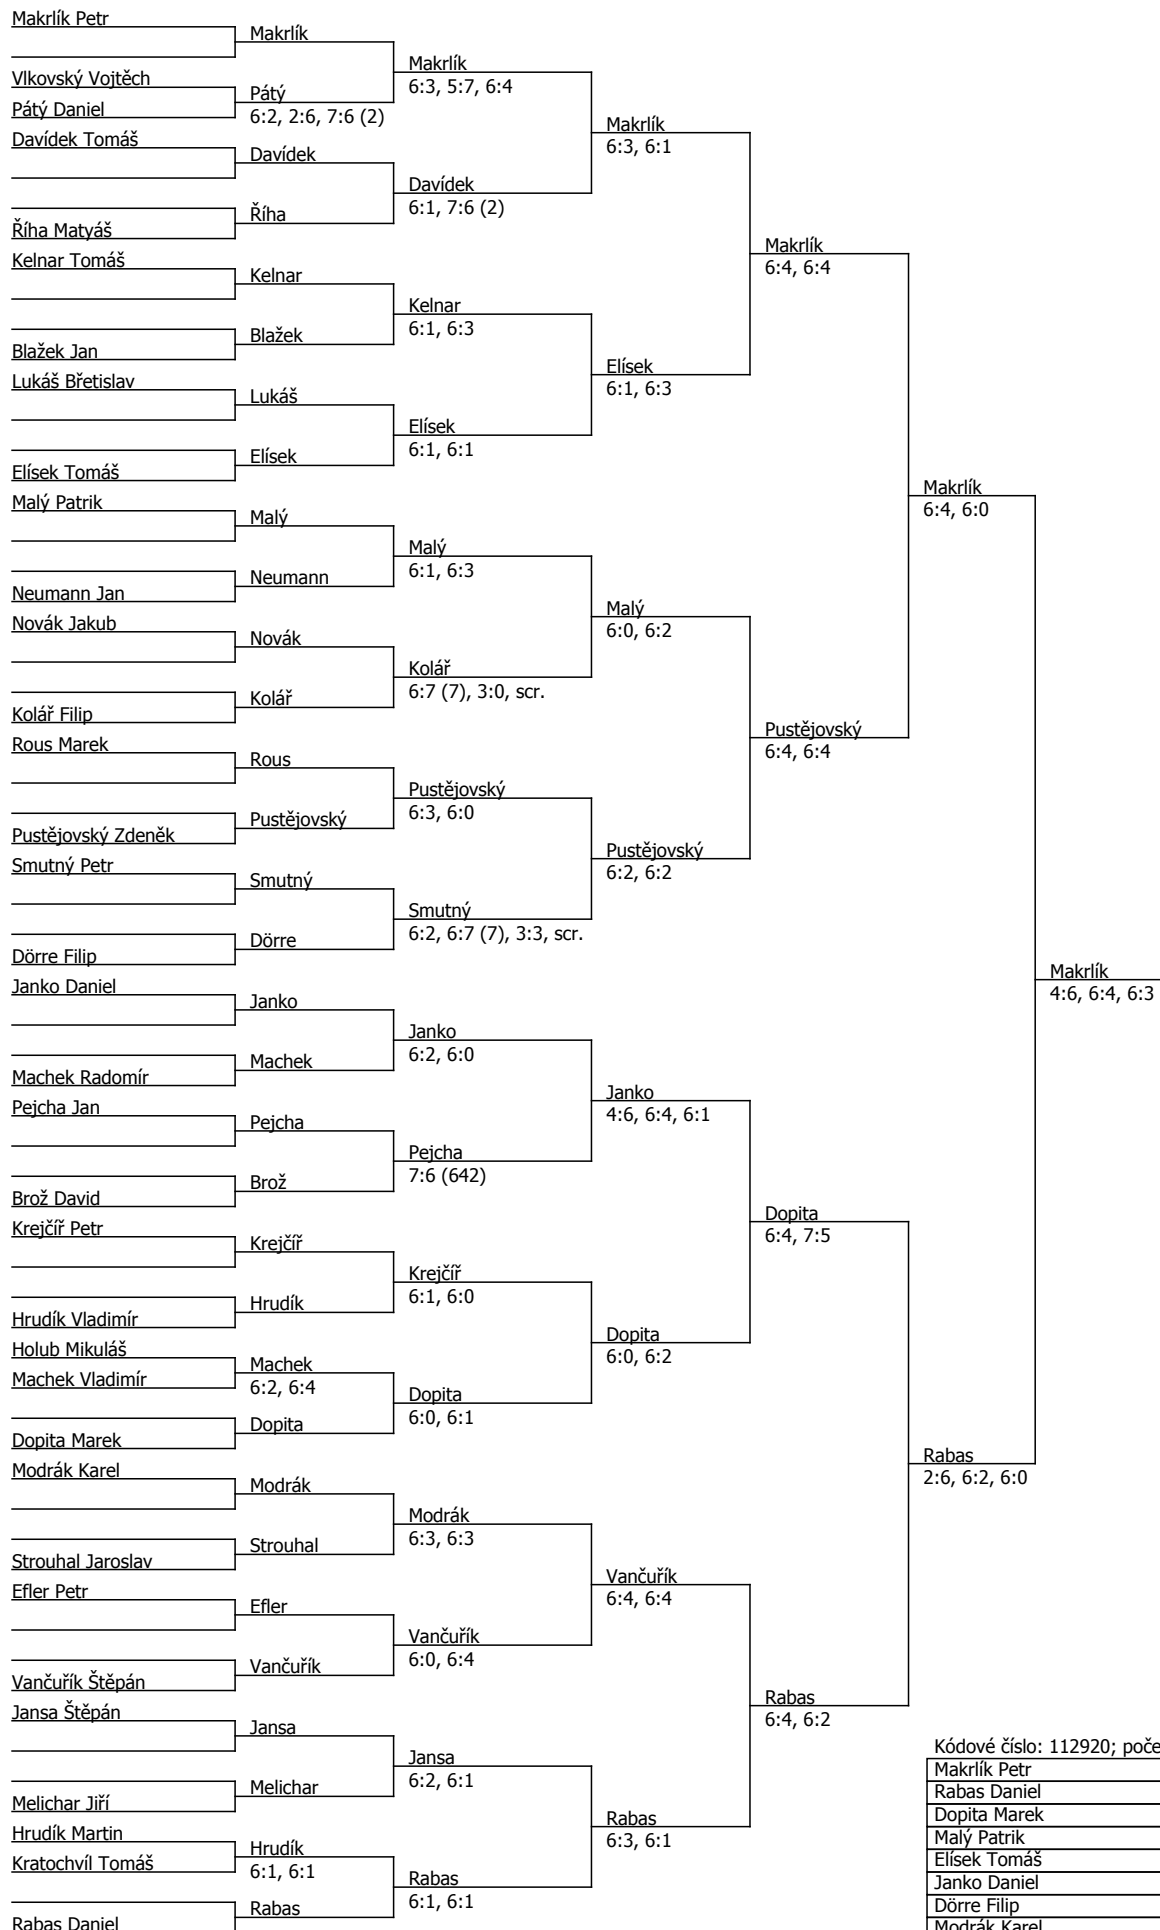 Makrlík Petr
Vlkovský Vojtěch
Pátý Daniel
Davídek Tomáš
Říha Matyáš
Kelnar Tomáš
Blažek Jan
Lukáš Břetislav
Elísek Tomáš
Malý Patrik
Neumann Jan
Novák Jakub
Kolář Filip
Rous Marek
Pustějovský Zdeněk
Smutný Petr
Dörre Filip
Janko Daniel
Machek Radomír
Pejcha Jan
Brož David
Krejčíř Petr
Hrudík Vladimír
Holub Mikuláš
Machek Vladimír
Dopita Marek
Modrák Karel
Strouhal Jaroslav
Efler Petr
Vančuřík Štěpán
Jansa Štěpán
Melichar Jiří
Hrudík Martin
Kratochvíl Tomáš
Rabas Daniel
Makrlík
Pátý
6:2, 2:6, 7:6 (2)
Davídek
Říha
Kelnar
Blažek
Lukáš
Elísek
Malý
Neumann
Novák
Kolář
Rous
Pustějovský
Smutný
Dörre
Janko
Machek
Pejcha
Brož
Krejčíř
Hrudík
Machek
6:2, 6:4
Dopita
Modrák
Strouhal
Efler
Vančuřík
Jansa
Melichar
Hrudík
6:1, 6:1
Rabas
Makrlík
6:3, 5:7, 6:4
Davídek
6:1, 7:6 (2)
Kelnar
6:1, 6:3
Elísek
6:1, 6:1
Malý
6:1, 6:3
Kolář
6:7 (7), 3:0, scr.
Pustějovský
6:3, 6:0
Smutný
6:2, 6:7 (7), 3:3, scr.
Janko
6:2, 6:0
Pejcha
7:6 (642)
Krejčíř
6:1, 6:0
Dopita
6:0, 6:1
Modrák
6:3, 6:3
Vančuřík
6:0, 6:4
Jansa
6:2, 6:1
Rabas
6:1, 6:1
Makrlík
6:3, 6:1
Elísek
6:1, 6:3
Malý
6:0, 6:2
Pustějovský
6:2, 6:2
Janko
4:6, 6:4, 6:1
Dopita
6:0, 6:2
Vančuřík
6:4, 6:4
Rabas
6:3, 6:1
Makrlík
6:4, 6:4
Pustějovský
6:4, 6:4
Dopita
6:4, 7:5
Rabas
6:4, 6:2
Makrlík
6:4, 6:0
Rabas
2:6, 6:2, 6:0
Makrlík
4:6, 6:4, 6:3
Kódové číslo: 112920; poče
Makrlík Petr
Rabas Daniel
Dopita Marek
Malý Patrik
Elísek Tomáš
Janko Daniel
Dörre Filip
Modrák Karel